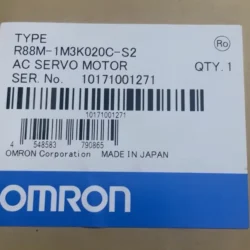 TYPE
R88M-1M3K020C-S2
AC SERVO MOTOR
SER. No. 10171001271
QTY. 1
Ro
10171001271
4 548583 790865
OMRON Corporation MADE IN JAPAN
OMRON